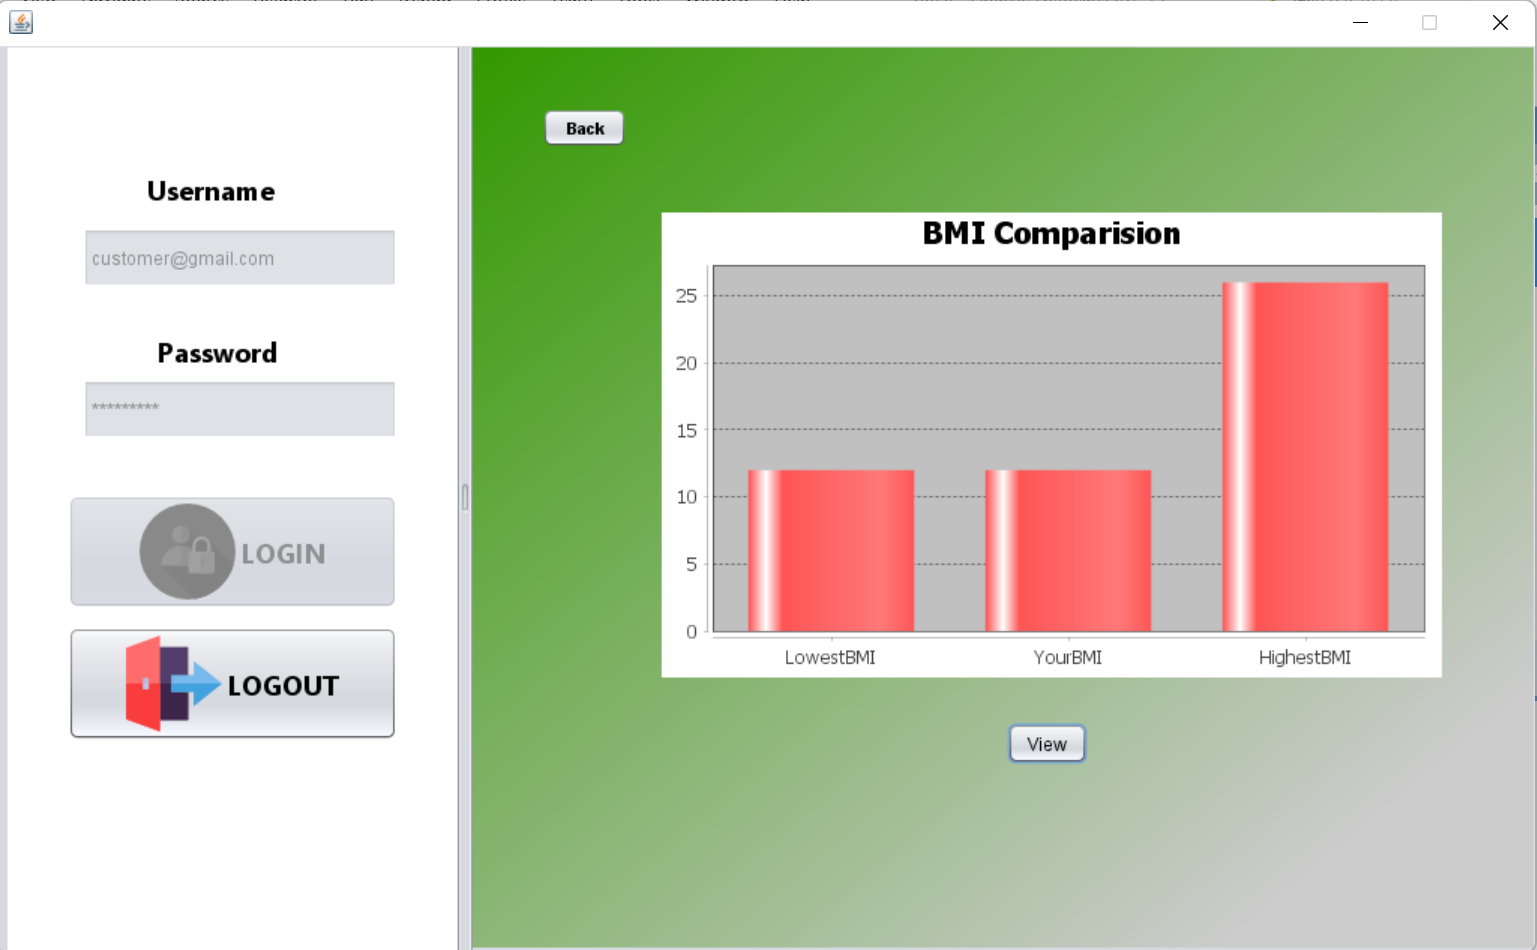 Username
customer@gmail.com
Password
*********
LOGIN
LOGOUT
Back
BMI Comparision
25
20
15
10
5
0
LowestBMI YourBMI HighestBMI
View